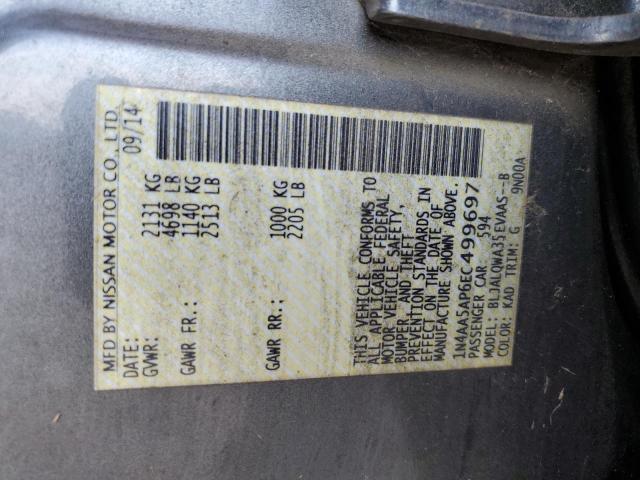 MFD BY NISSAN MOTOR CO., LTD
DATE: 09/14
GVWR: 2131 KG
4698 LB
GAWR FR.: 1140 KG
2513 LB
GAWR RR.: 1000 KG
2205 LB
THIS VEHICLE CONFORMS TO
ALL APPLICABLE FEDERAL
MOTOR VEHICLE SAFETY,
BUMPER, AND THEFT
PREVENTION STANDARDS IN
EFFECT ON THE DATE OF
MANUFACTURE SHOWN ABOVE.
1N4AA5AP6EC499697
PASSENGER CAR 594
MODEL: BLJALQWA35EVAAS--B
COLOR: KAD TRIM: G 9N00A